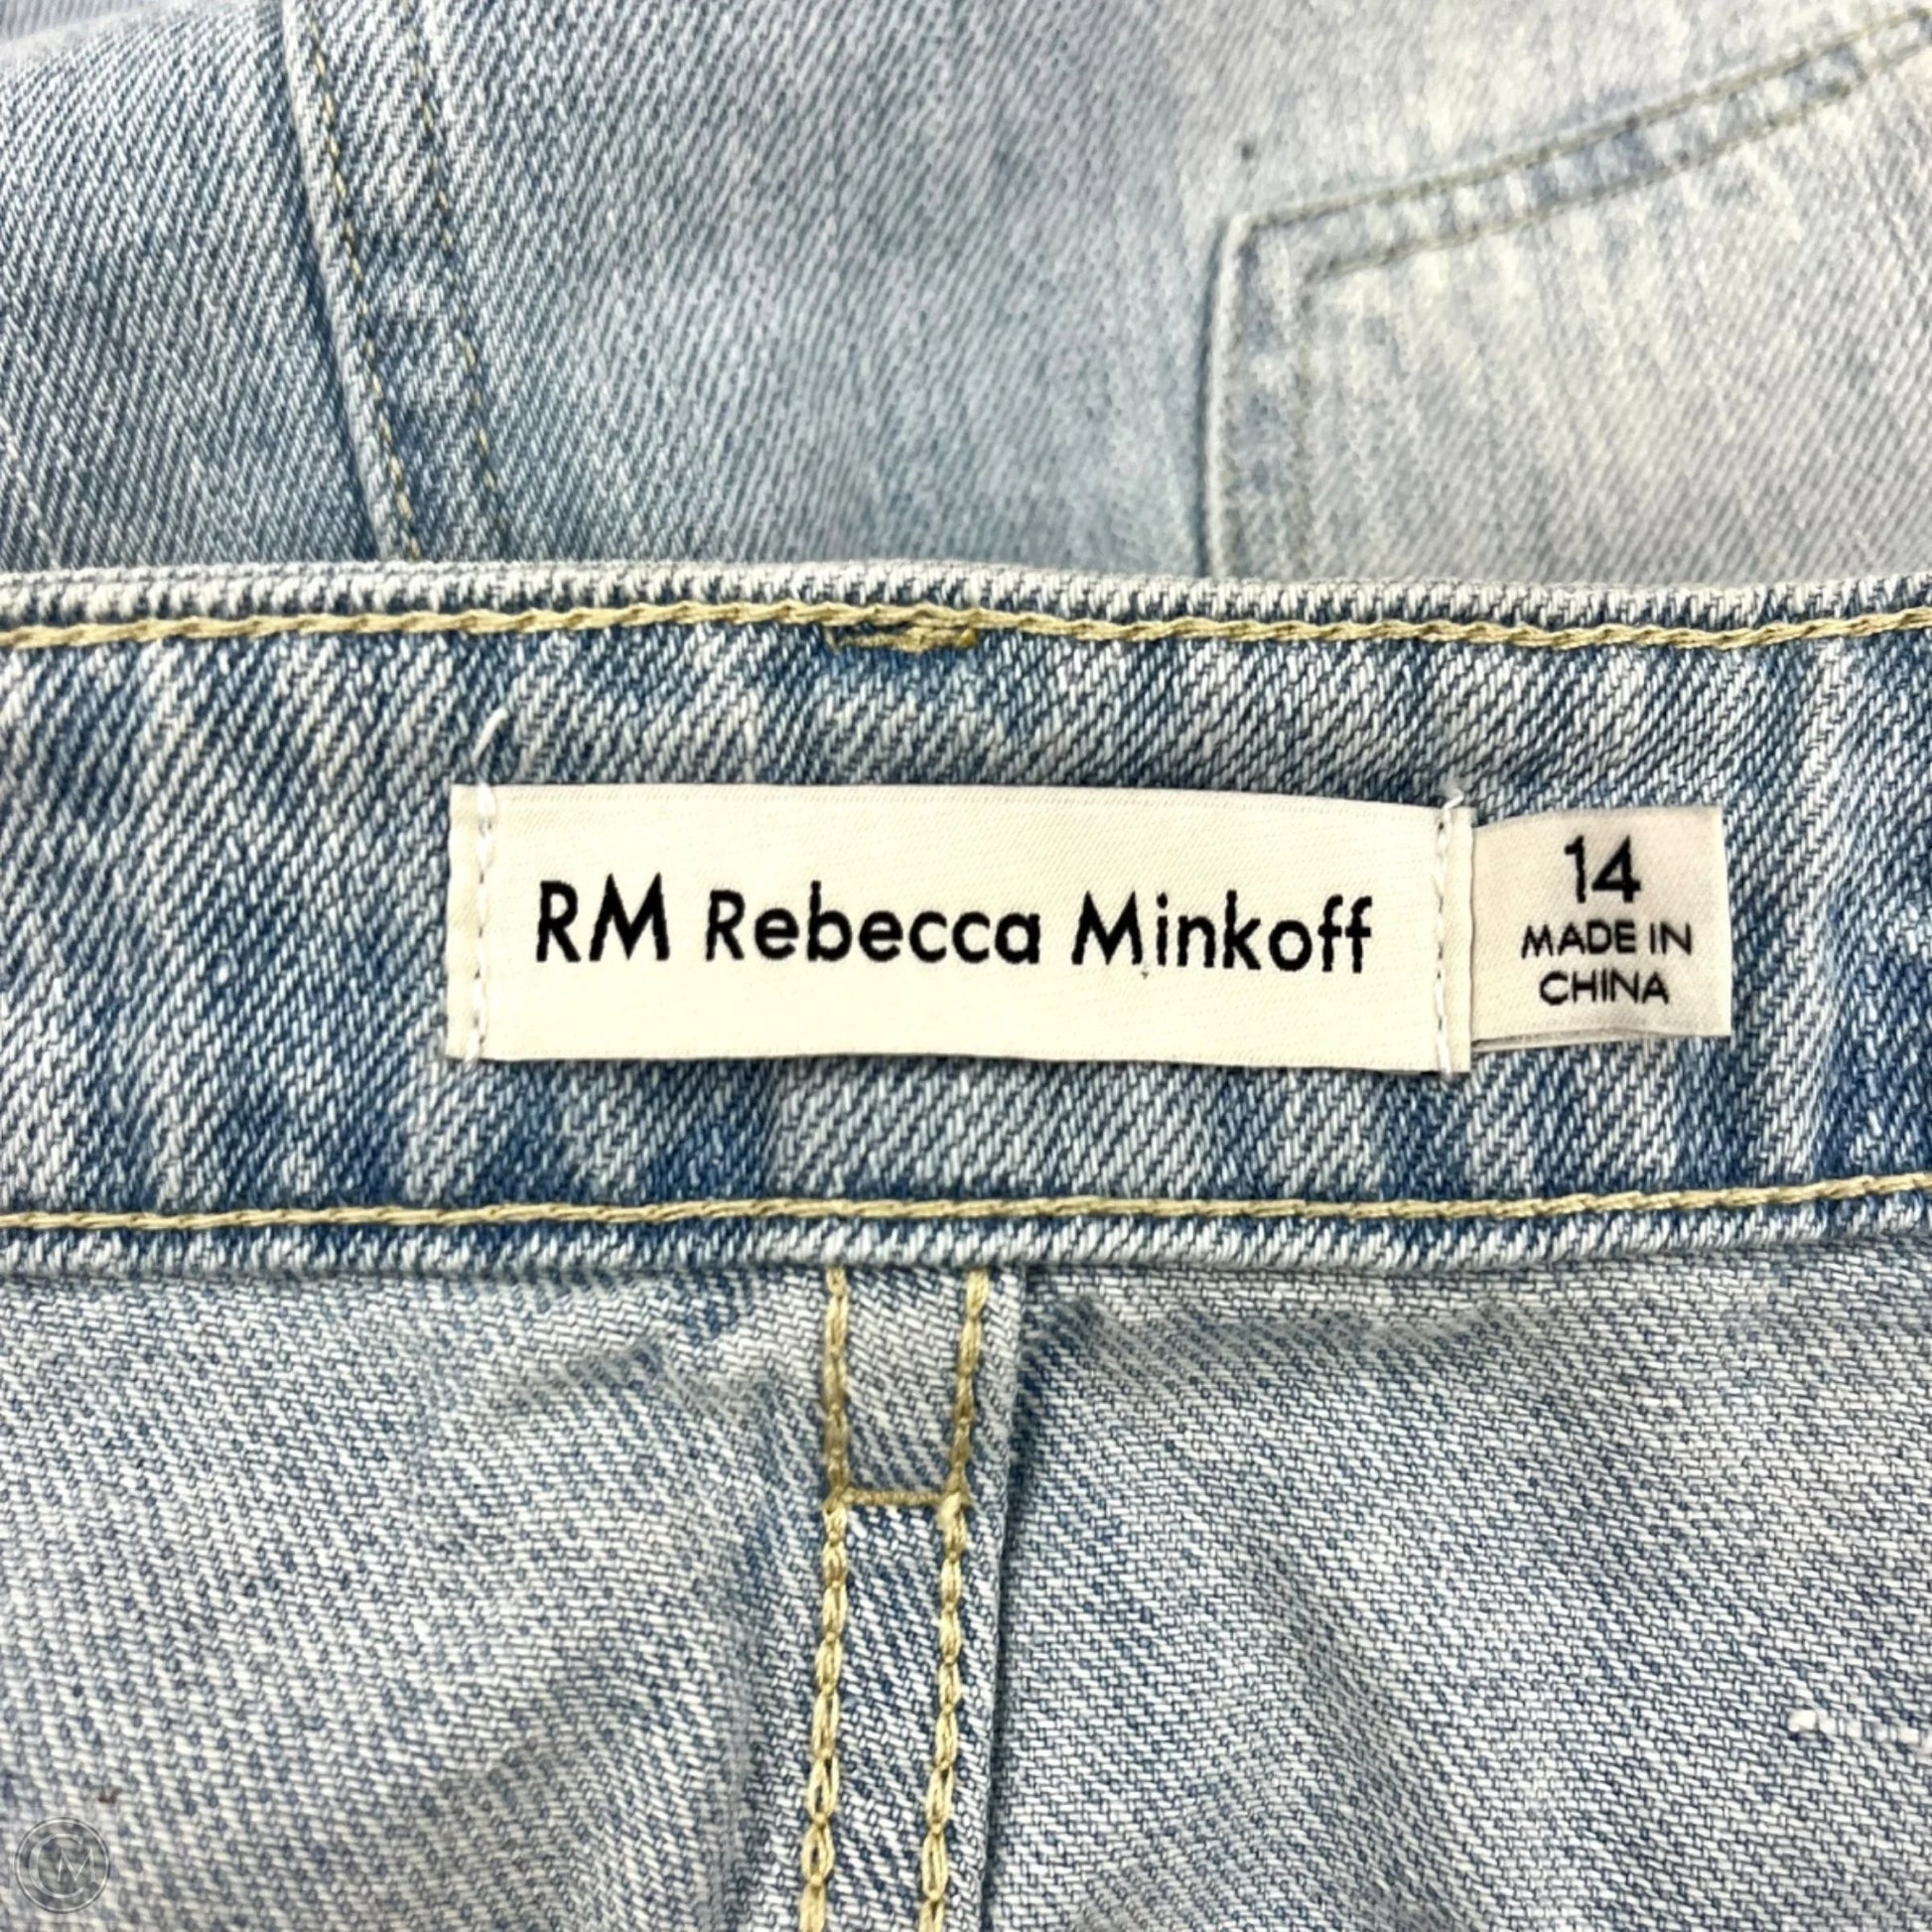 RM Rebecca Minkoff
14
MADE IN
CHINA